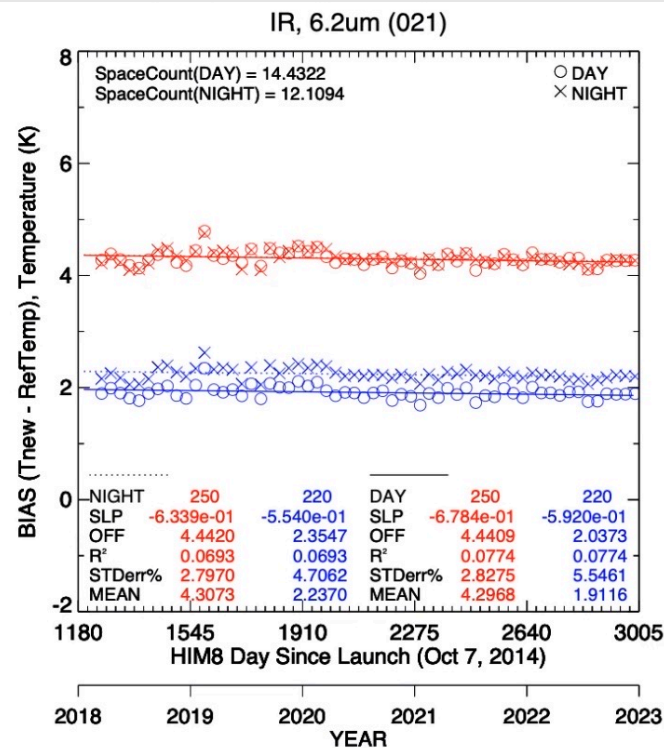 IR, 6.2um (021)
8
SpaceCount(DAY) = 14.4322
○ DAY
SpaceCount(NIGHT) = 12.1094
× NIGHT
6
4
2
0
-2
BIAS (Tnew - RefTemp), Temperature (K)
NIGHT 250 220 DAY 250 220
SLP -6.339e-01 -5.540e-01 SLP -6.784e-01 -5.920e-01
OFF 4.4420 2.3547 OFF 4.4409 2.0373
R² 0.0693 0.0693 R² 0.0774 0.0774
STDerr% 2.7970 4.7062 STDerr% 2.8275 5.5461
MEAN 4.3073 2.2370 MEAN 4.2968 1.9116
1180 1545 1910 2275 2640 3005
HIM8 Day Since Launch (Oct 7, 2014)
2018 2019 2020 2021 2022 2023
YEAR